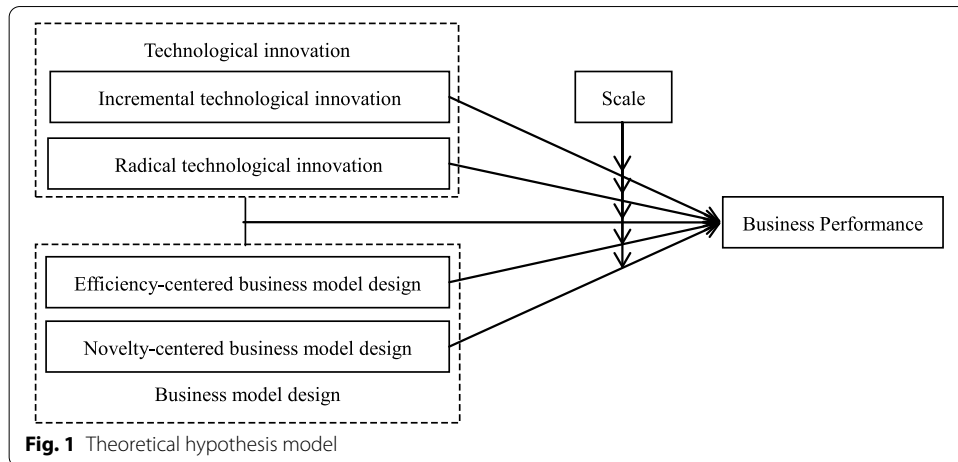 Technological innovation
Incremental technological innovation
Scale
Radical technological innovation
Business Performance
Efficiency-centered business model design
Novelty-centered business model design
Business model design
Fig. 1 Theoretical hypothesis model